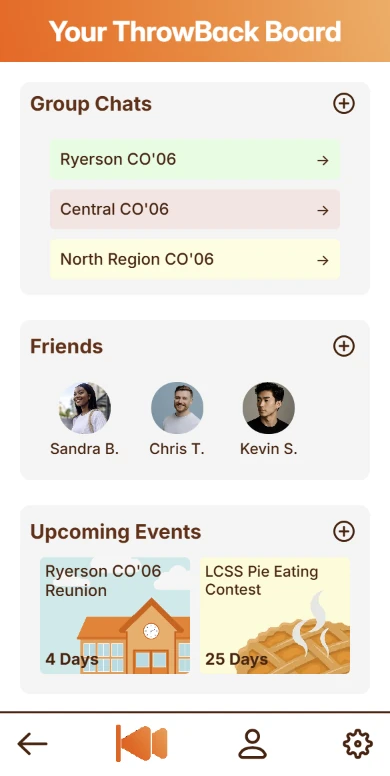 Your ThrowBack Board
Group Chats
Ryerson CO'06
Central CO'06
North Region CO'06
Friends
Sandra B.
Chris T.
Kevin S.
Upcoming Events
Ryerson CO'06
Reunion
4 Days
LCSS Pie Eating
Contest
25 Days